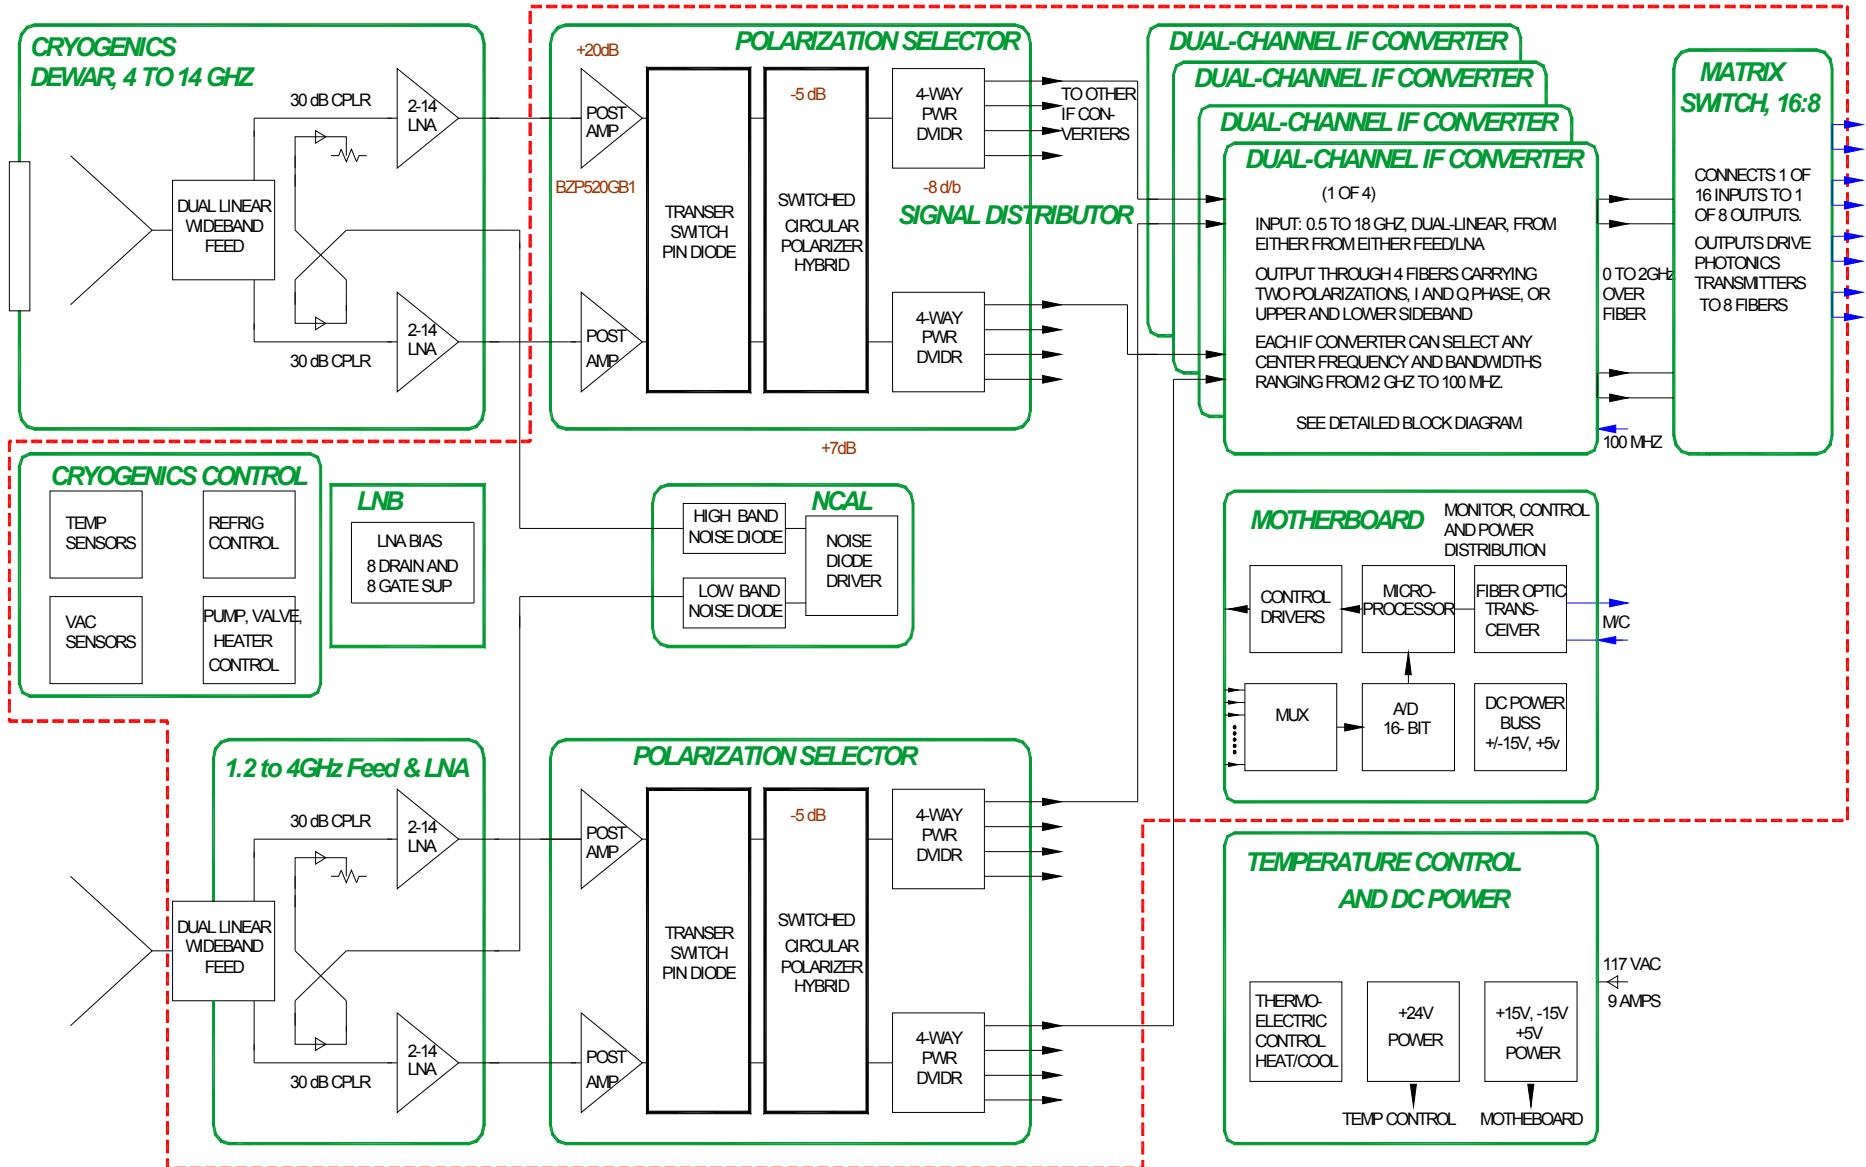 CRYOGENICS
DEWAR, 4 TO 14 GHZ
30 dB CPLR
2-14
LNA
DUAL LINEAR
WIDEBAND
FEED
2-14
LNA
30 dB CPLR
POLARIZATION SELECTOR
+20dB
POST
AMP
BZP520GB1
TRANSER
SWITCH
PIN DIODE
-5 dB
SWITCHED
CIRCULAR
POLARIZER
HYBRID
4-WAY
PWR
DVIDR
-8 d/b
SIGNAL DISTRIBUTOR
POST
AMP
4-WAY
PWR
DVIDR
TO OTHER
IF CON-
VERTERS
DUAL-CHANNEL IF CONVERTER
DUAL-CHANNEL IF CONVERTER
DUAL-CHANNEL IF CONVERTER
DUAL-CHANNEL IF CONVERTER
(1 OF 4)
INPUT: 0.5 TO 18 GHZ, DUAL-LINEAR, FROM
EITHER FROM EITHER FEED/LNA
OUTPUT THROUGH 4 FIBERS CARRYING
TWO POLARIZATIONS, I AND Q PHASE, OR
UPPER AND LOWER SIDEBAND
EACH IF CONVERTER CAN SELECT ANY
CENTER FREQUENCY AND BANDWIDTHS
RANGING FROM 2 GHZ TO 100 MHZ.
SEE DETAILED BLOCK DIAGRAM
0 TO 2GHz
OVER
FIBER
100 MHZ
MATRIX
SWITCH, 16:8
CONNECTS 1 OF
16 INPUTS TO 1
OF 8 OUTPUTS.
OUTPUTS DRIVE
PHOTONICS
TRANSMITTERS
TO 8 FIBERS
CRYOGENICS CONTROL
TEMP
SENSORS
REFRIG
CONTROL
VAC
SENSORS
PUMP, VALVE,
HEATER
CONTROL
LNB
LNA BIAS
8 DRAIN AND
8 GATE SUP
+7dB
NCAL
HIGH BAND
NOISE DIODE
LOW BAND
NOISE DIODE
NOISE
DIODE
DRIVER
MOTHERBOARD
MONITOR, CONTROL
AND POWER
DISTRIBUTION
CONTROL
DRIVERS
MICRO-
PROCESSOR
FIBER OPTIC
TRANS-
CEIVER
M/C
MUX
A/D
16- BIT
DC POWER
BUSS
+/-15V, +5v
1.2 to 4GHz Feed & LNA
30 dB CPLR
2-14
LNA
DUAL LINEAR
WIDEBAND
FEED
2-14
LNA
30 dB CPLR
POLARIZATION SELECTOR
POST
AMP
TRANSER
SWITCH
PIN DIODE
-5 dB
SWITCHED
CIRCULAR
POLARIZER
HYBRID
4-WAY
PWR
DVIDR
POST
AMP
4-WAY
PWR
DVIDR
TEMPERATURE CONTROL
AND DC POWER
THERMO-
ELECTRIC
CONTROL
HEAT/COOL
+24V
POWER
+15V, -15V
+5V
POWER
117 VAC
9 AMPS
TEMP CONTROL
MOTHEBOARD